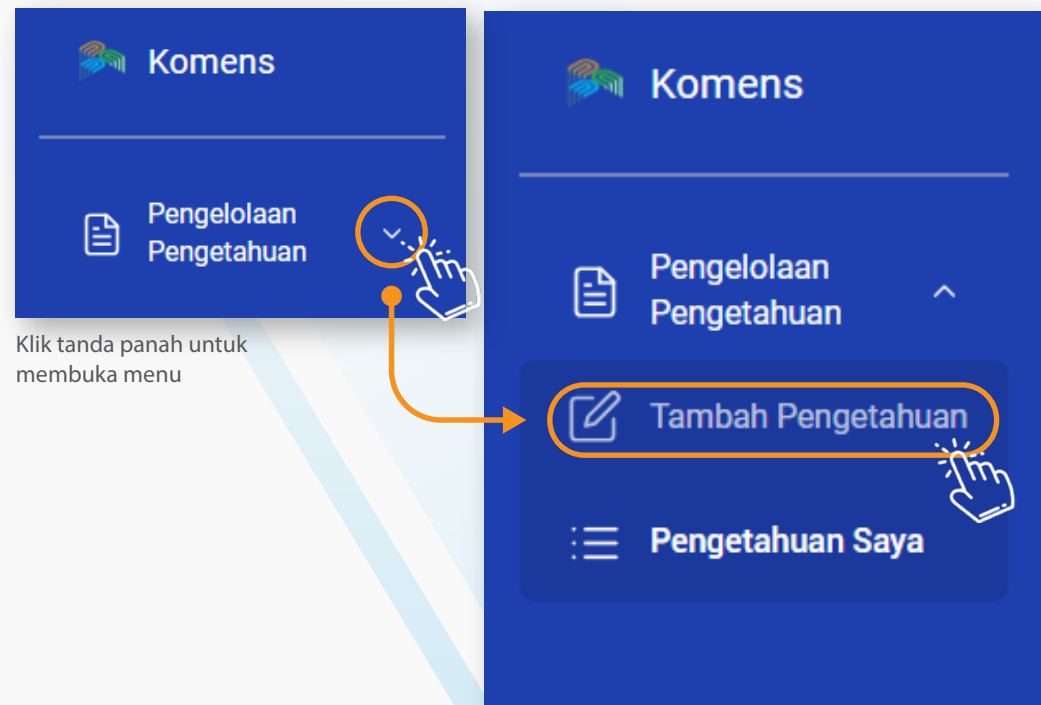 Komens
Pengelolaan
Pengetahuan
Klik tanda panah untuk
membuka menu
Komens
Pengelolaan
Pengetahuan
Tambah Pengetahuan
Pengetahuan Saya